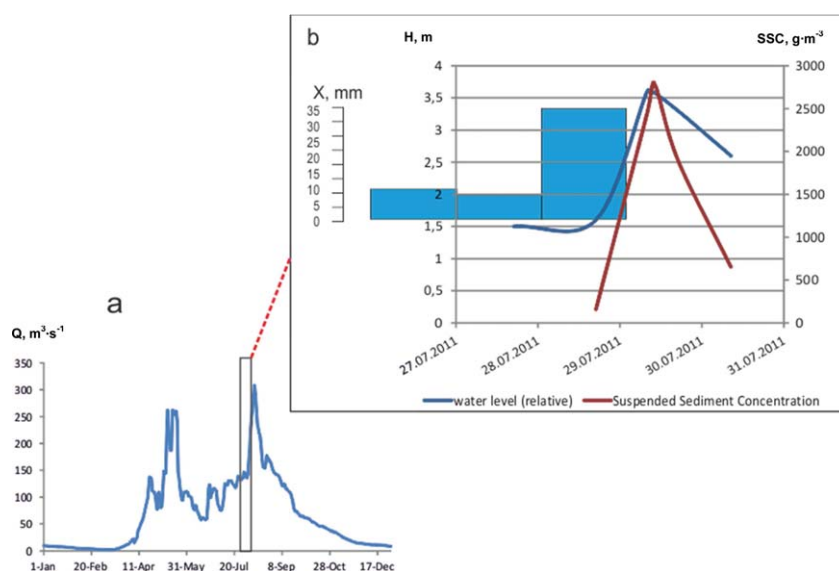 b
H, m
SSC, g·m⁻³
X, mm
35
30
25
20
15
10
5
0
4
3,5
3
2,5
2
1,5
1
0,5
0
3000
2500
2000
1500
1000
500
0
27.07.2011
28.07.2011
29.07.2011
30.07.2011
31.07.2011
water level (relative)
Suspended Sediment Concentration
a
Q, m³·s⁻¹
350
300
250
200
150
100
50
0
1-Jan
20-Feb
11-Apr
31-May
20-Jul
8-Sep
28-Oct
17-Dec